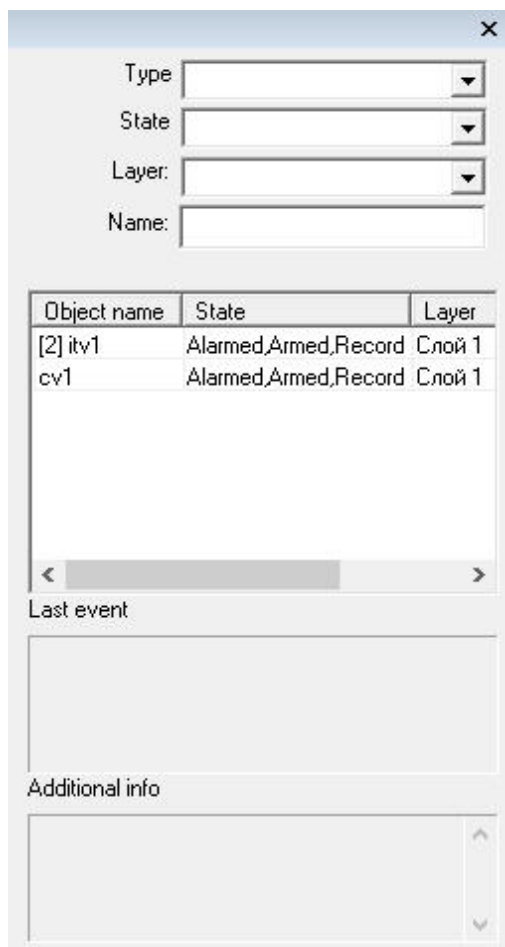 Type
State
Layer:
Name:
Object name State Layer
[2] itv1 Alarmed,Armed,Record Слой 1
cv1 Alarmed,Armed,Record Слой 1
Last event
Additional info